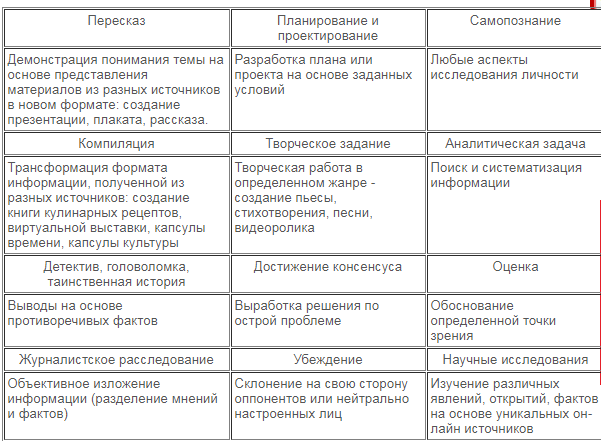 Пересказ
Планирование и
проектирование
Самопознание
Демонстрация понимания темы на
основе представления
материалов из разных источников
в новом формате: создание
презентации, плаката, рассказа.
Разработка плана или
проекта на основе заданных
условий
Любые аспекты
исследования личности
Компиляция
Творческое задание
Аналитическая задача
Трансформация формата
информации, полученной из
разных источников: создание
книги кулинарных рецептов,
виртуальной выставки, капсулы
времени, капсулы культуры
Творческая работа в
определенном жанре -
создание пьесы,
стихотворения, песни,
видеоролика
Поиск и систематизация
информации
Детектив, головоломка,
таинственная история
Достижение консенсуса
Оценка
Выводы на основе
противоречивых фактов
Выработка решения по
острой проблеме
Обоснование
определенной точки
зрения
Журналистское расследование
Убеждение
Научные исследования
Объективное изложение
информации (разделение мнений
и фактов)
Склонение на свою сторону
оппонентов или нейтрально
настроенных лиц
Изучение различных
явлений, открытий, фактов
на основе уникальных он-
лайн источников